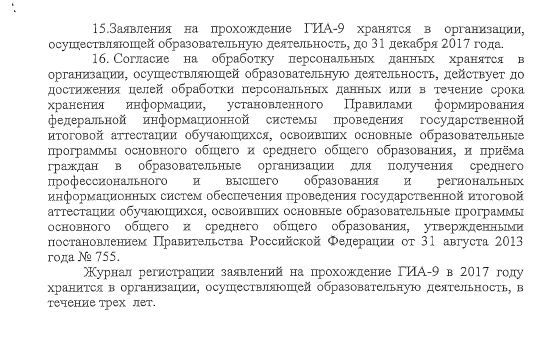 15.Заявления на прохождение ГИА-9 хранятся в организации,
осуществляющей образовательную деятельность, до 31 декабря 2017 года.
16. Согласие на обработку персональных данных хранятся в
организации, осуществляющей образовательную деятельность, действует до
достижения целей обработки персональных данных или в течение срока
хранения информации, установленного Правилами формирования
федеральной информационной системы проведения государственной
итоговой аттестации обучающихся, освоивших основные образовательные
программы основного общего и среднего общего образования, и приёма
граждан в образовательные организации для получения среднего
профессионального и высшего образования и региональных
информационных систем обеспечения проведения государственной итоговой
аттестации обучающихся, освоивших основные образовательные программы
основного общего и среднего общего образования, утвержденными
постановлением Правительства Российской Федерации от 31 августа 2013
года № 755.
Журнал регистрации заявлений на прохождение ГИА-9 в 2017 году
хранится в организации, осуществляющей образовательную деятельность, в
течение трех лет.